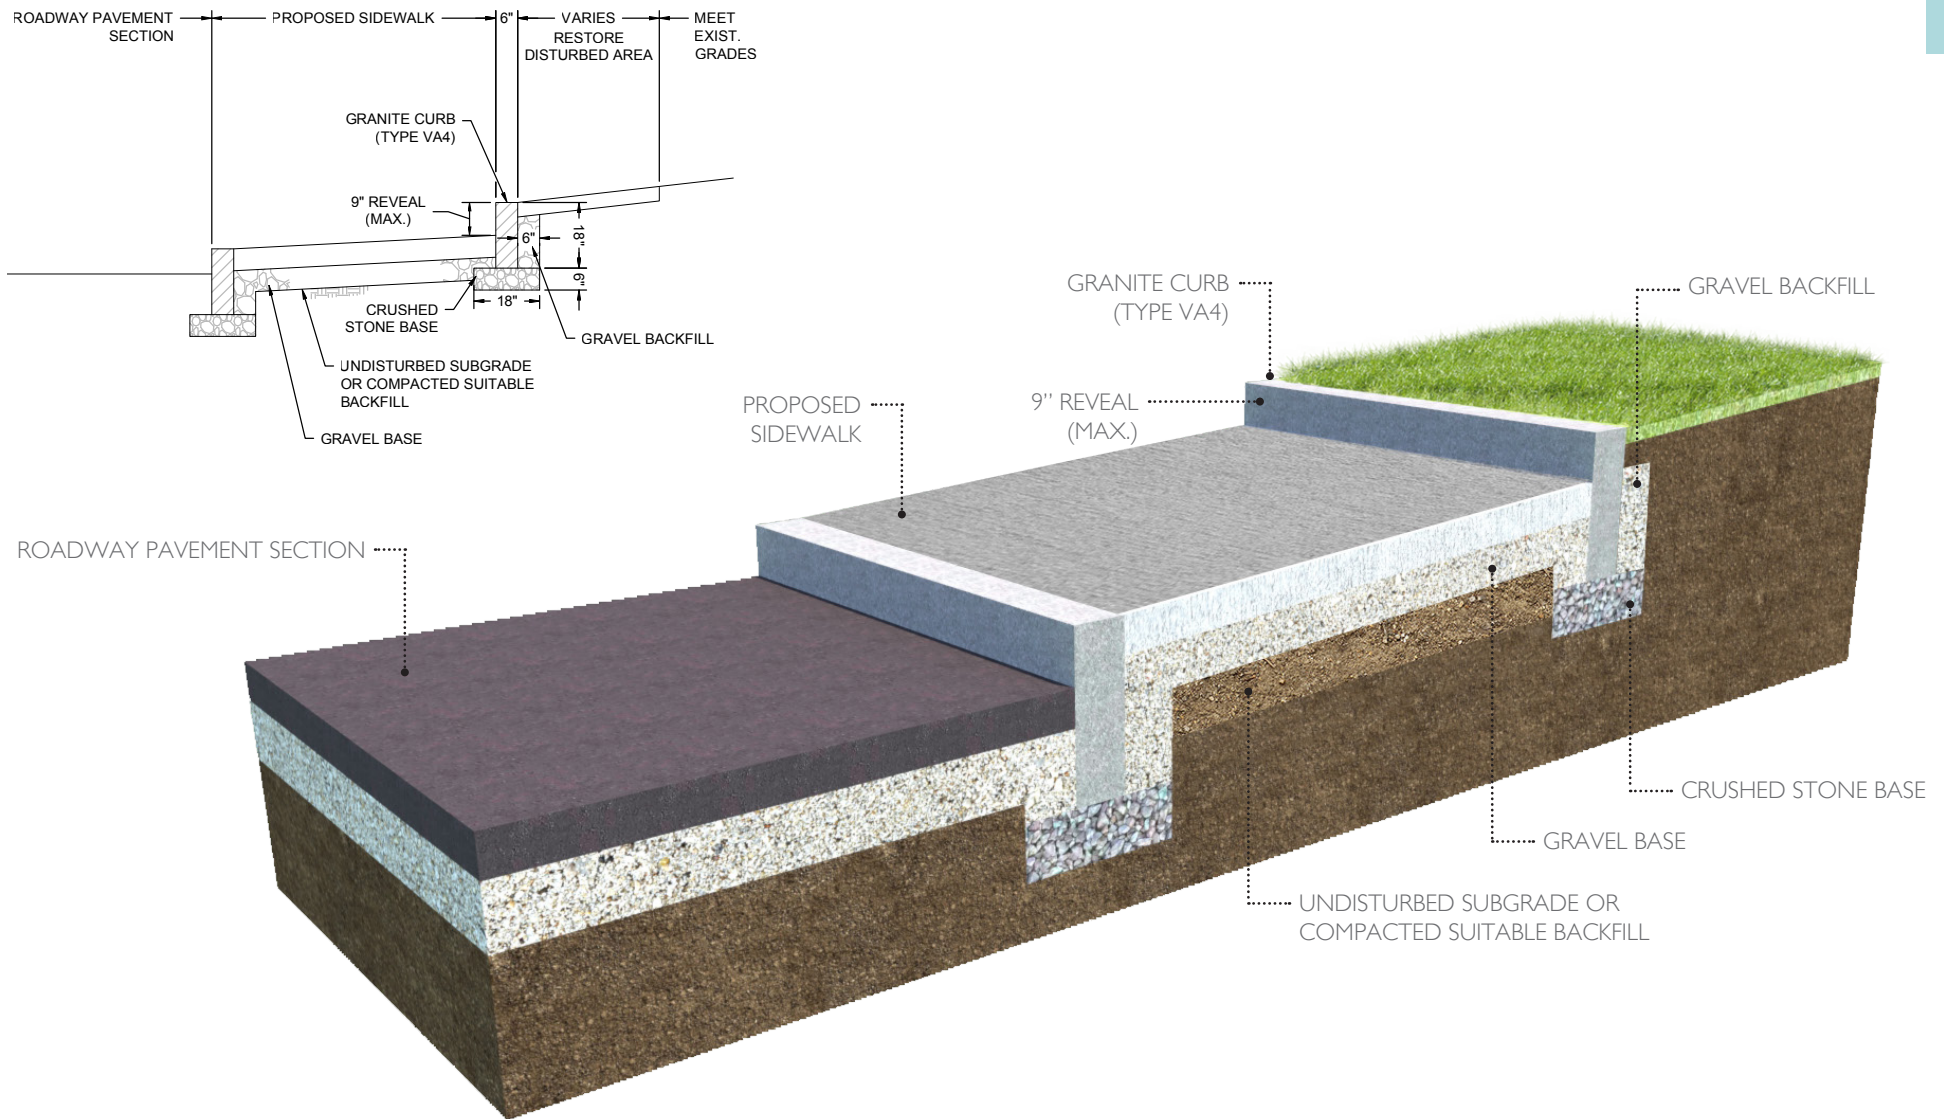 ROADWAY PAVEMENT
SECTION
PROPOSED SIDEWALK
6"
VARIES
RESTORE
DISTURBED AREA
MEET
EXIST.
GRADES
GRANITE CURB
(TYPE VA4)
9" REVEAL
(MAX.)
6"
18"
6"
18"
CRUSHED
STONE BASE
GRAVEL BACKFILL
UNDISTURBED SUBGRADE
OR COMPACTED SUITABLE
BACKFILL
GRAVEL BASE
GRANITE CURB
(TYPE VA4)
GRAVEL BACKFILL
PROPOSED
SIDEWALK
9'' REVEAL
(MAX.)
ROADWAY PAVEMENT SECTION
CRUSHED STONE BASE
GRAVEL BASE
UNDISTURBED SUBGRADE OR
COMPACTED SUITABLE BACKFILL